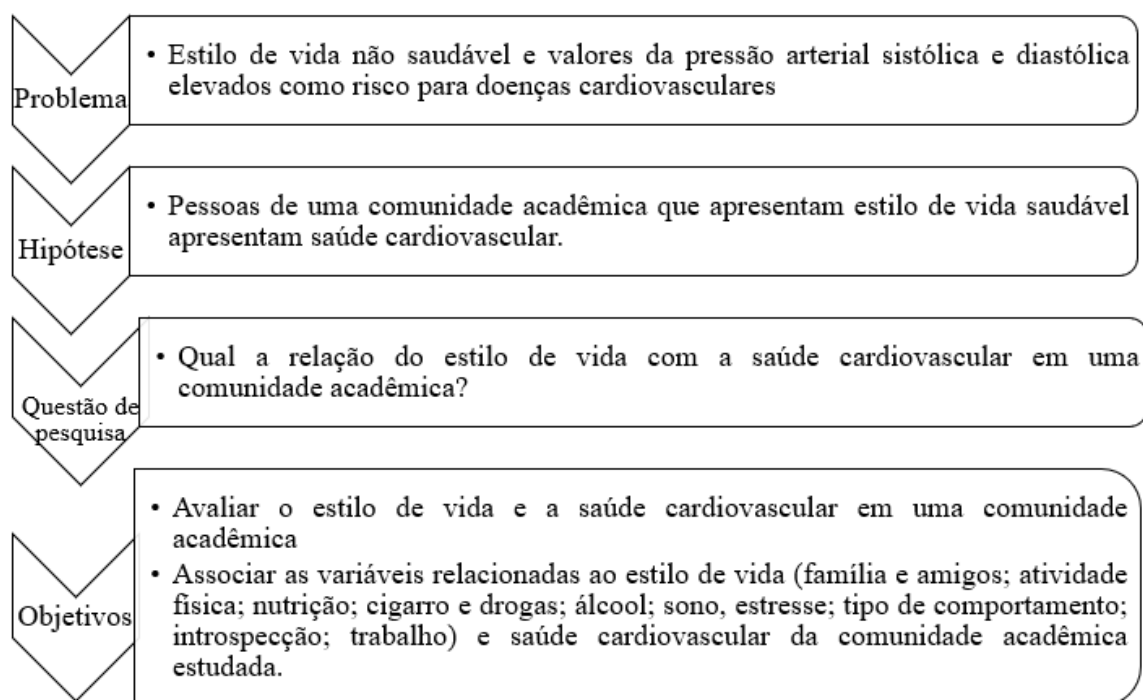 Problema
• Estilo de vida não saudável e valores da pressão arterial sistólica e diastólica
elevados como risco para doenças cardiovasculares
Hipótese
• Pessoas de uma comunidade acadêmica que apresentam estilo de vida saudável
apresentam saúde cardiovascular.
Questão de
pesquisa
• Qual a relação do estilo de vida com a saúde cardiovascular em uma
comunidade acadêmica?
Objetivos
• Avaliar o estilo de vida e a saúde cardiovascular em uma comunidade
acadêmica
• Associar as variáveis relacionadas ao estilo de vida (família e amigos; atividade
física; nutrição; cigarro e drogas; álcool; sono, estresse; tipo de comportamento;
introspecção; trabalho) e saúde cardiovascular da comunidade acadêmica
estudada.